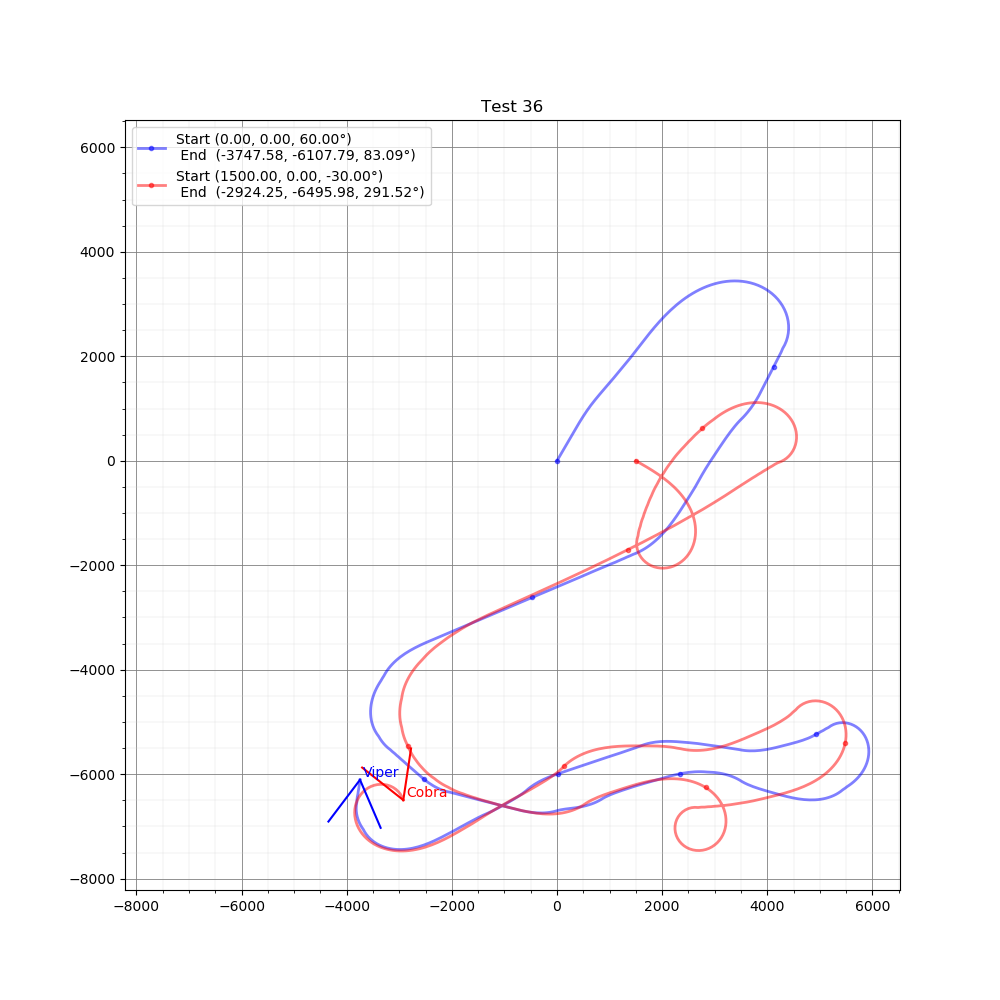 Test 36
Start (0.00, 0.00, 60.00°)
End  (-3747.58, -6107.79, 83.09°)
Start (1500.00, 0.00, -30.00°)
End  (-2924.25, -6495.98, 291.52°)
6000
4000
2000
0
−2000
−4000
−6000
−8000
Viper
Cobra
−8000 −6000 −4000 −2000 0 2000 4000 6000